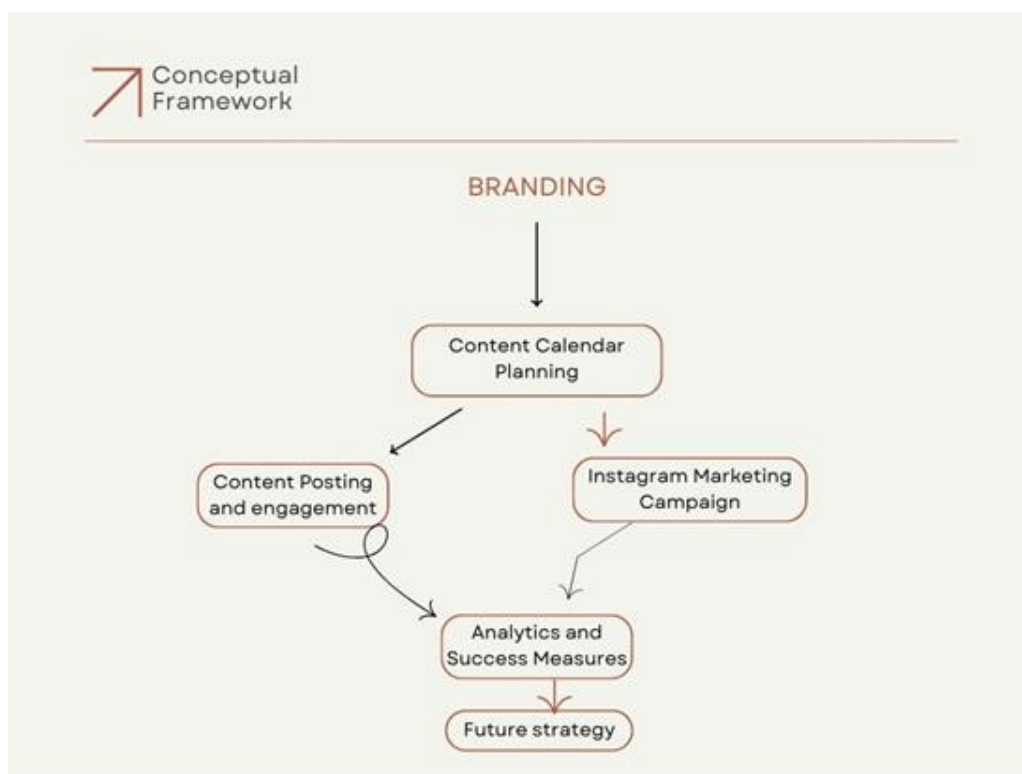 Conceptual
Framework
BRANDING
Content Calendar
Planning
Content Posting
and engagement
Instagram Marketing
Campaign
Analytics and
Success Measures
Future strategy